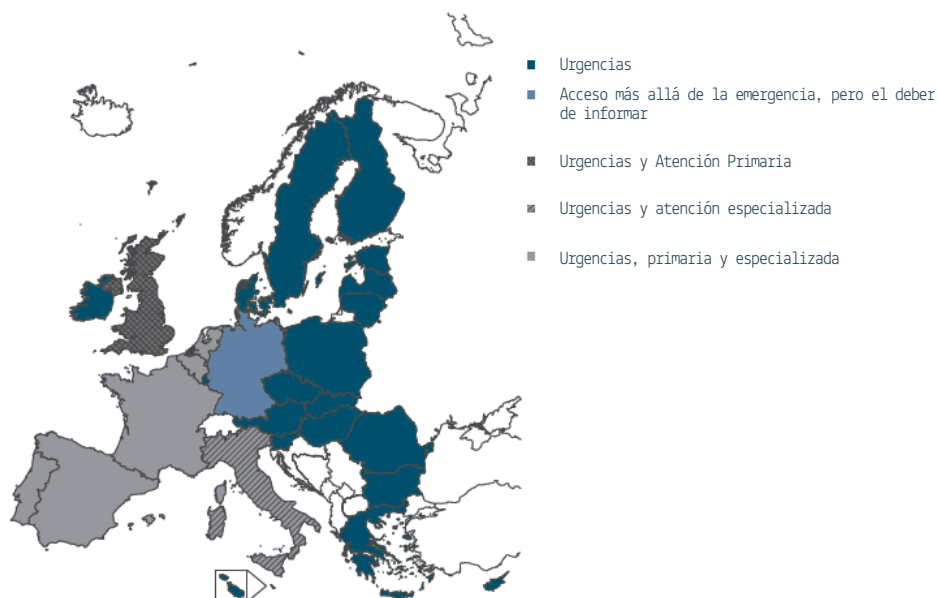 Urgencias
Acceso más allá de la emergencia, pero el deber
de informar
Urgencias y Atención Primaria
Urgencias y atención especializada
Urgencias, primaria y especializada